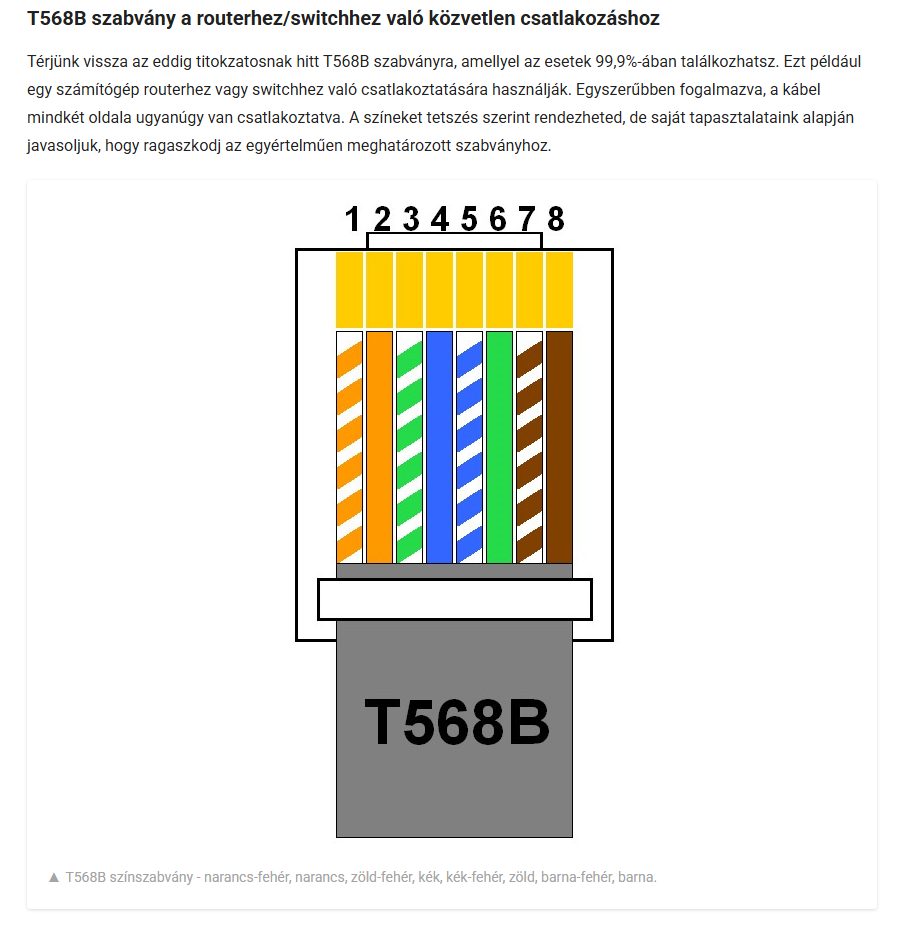 T568B szabvány a routerhez/switchhez való közvetlen csatlakozáshoz
Térjünk vissza az eddig titokzatosnak hitt T568B szabványra, amellyel az esetek 99,9%-ában találkozhatsz. Ezt például
egy számítógép routerhez vagy switchhez való csatlakoztatására használják. Egyszerűbben fogalmazva, a kábel
mindkét oldala ugyanúgy van csatlakoztatva. A színeket tetszés szerint rendezheted, de saját tapasztalataink alapján
javasoljuk, hogy ragaszkodj az egyértelműen meghatározott szabványhoz.
1 2 3 4 5 6 7 8
T568B
▲ T568B színszabvány - narancs-fehér, narancs, zöld-fehér, kék, kék-fehér, zöld, barna-fehér, barna.